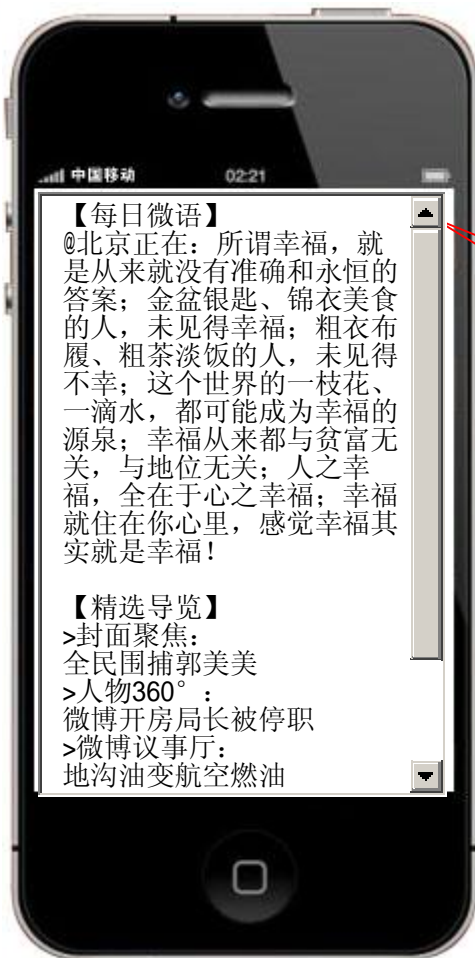 中国移动 02:21
【每日微语】
@北京正在：所谓幸福，就
是从来就没有准确和永恒的
答案；金盆银匙、锦衣美食
的人，未见得幸福；粗衣布
履、粗茶淡饭的人，未见得
不幸；这个世界的一枝花、
一滴水，都可能成为幸福的
源泉；幸福从来都与贫富无
关，与地位无关；人之幸
福，全在于心之幸福；幸福
就住在你心里，感觉幸福其
实就是幸福！
【精选导览】
>封面聚焦：
全民围捕郭美美
>人物360°：
微博开房局长被停职
>微博议事厅：
地沟油变航空燃油